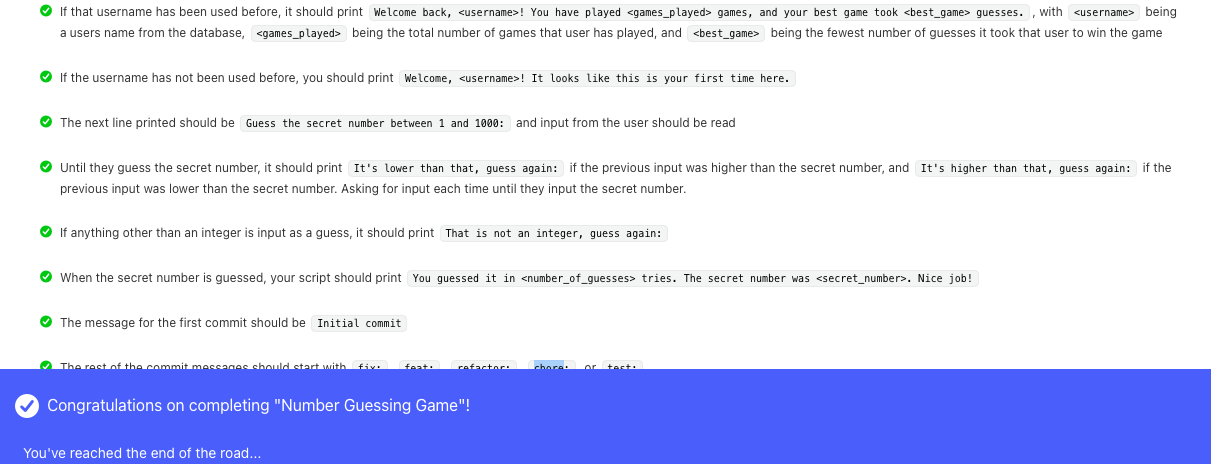 If that username has been used before, it should print Welcome back, <username>! You have played <games_played> games, and your best game took <best_game> guesses. , with <username> being
a users name from the database, <games_played> being the total number of games that user has played, and <best_game> being the fewest number of guesses it took that user to win the game
If the username has not been used before, you should print Welcome, <username>! It looks like this is your first time here.
The next line printed should be Guess the secret number between 1 and 1000: and input from the user should be read
Until they guess the secret number, it should print It's lower than that, guess again: if the previous input was higher than the secret number, and It's higher than that, guess again: if the
previous input was lower than the secret number. Asking for input each time until they input the secret number.
If anything other than an integer is input as a guess, it should print That is not an integer, guess again:
When the secret number is guessed, your script should print You guessed it in <number_of_guesses> tries. The secret number was <secret_number>. Nice job!
The message for the first commit should be Initial commit
The rest of the commit messages should start with fix: , feat: , refactor: , chore: , or test:
Congratulations on completing "Number Guessing Game"!
You've reached the end of the road...